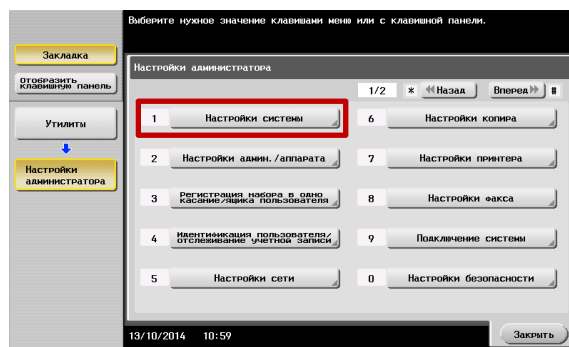 Выберите нужное значение клавишами меню или с клавишной панели.
Закладка
отобразить
клавишную панель
Утилиты
Настройки
администратора
Настройки администратора
1/2 * Назад Вперед #
1 Настройки системы
6 Настройки копира
2 Настройки админ./аппарата
7 Настройки принтера
3 Регистрация набора в одно
касание/ящика пользователя
8 Настройки факса
4 Идентификация пользователя/
отслеживание учетной записи
9 Подключение системы
5 Настройки сети
0 Настройки безопасности
13/10/2014 10:59
Закрыть